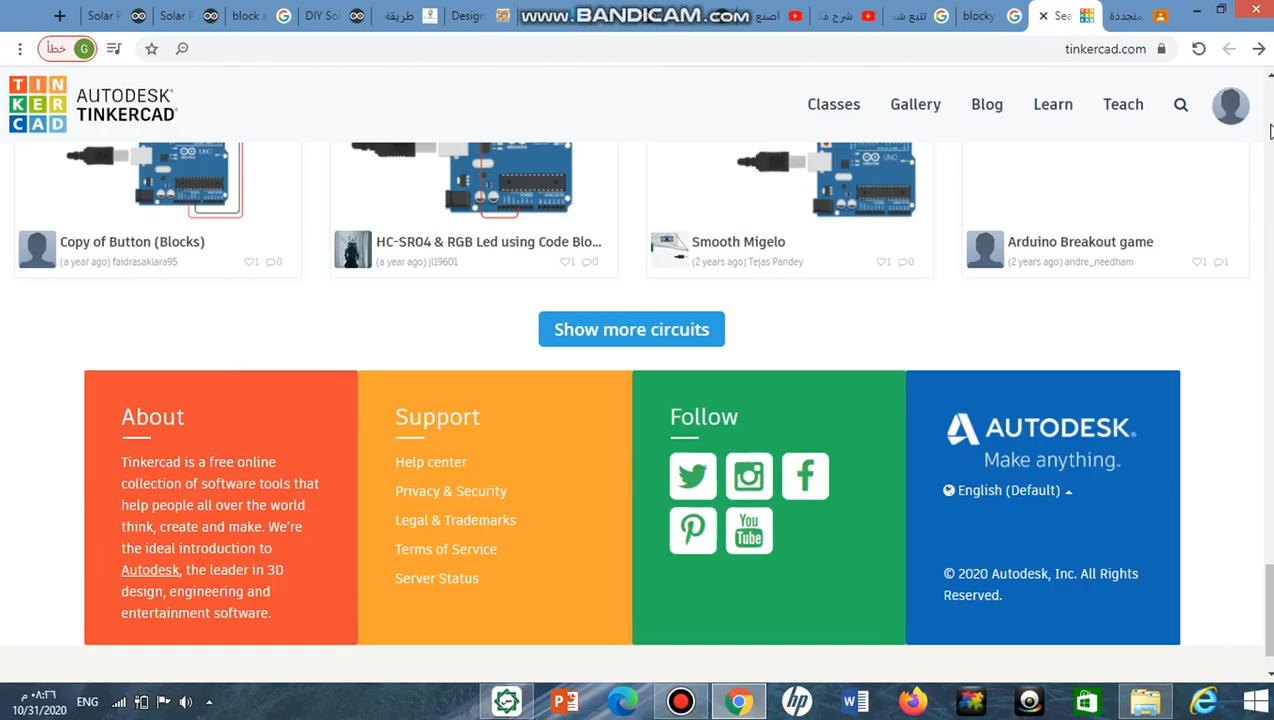 Solar P
Solar P
block a
DIY Sol
طريقة
Design
www.BANDICAM.com
اصنع
شرح فك
تتبع شم
blocky
Sea
متجددة
خطأ
G
tinkercad.com
TIN
KER
CAD
AUTODESK®
TINKERCAD
Classes
Gallery
Blog
Learn
Teach
Copy of Button (Blocks)
(a year ago) faidrasaklara95
1
0
HC-SR04 & RGB Led using Code Blo...
(a year ago) jl19601
1
0
Smooth Migelo
(2 years ago) Tejas Pandey
1
0
Arduino Breakout game
(2 years ago) andre_needham
1
1
Show more circuits
About
Tinkercad is a free online
collection of software tools that
help people all over the world
think, create and make. We're
the ideal introduction to
Autodesk, the leader in 3D
design, engineering and
entertainment software.
Support
Help center
Privacy & Security
Legal & Trademarks
Terms of Service
Server Status
Follow
You
Tube
AUTODESK®
Make anything™
English (Default)
© 2020 Autodesk, Inc. All Rights
Reserved.
٠٨:٢٦ م
10/31/2020
ENG